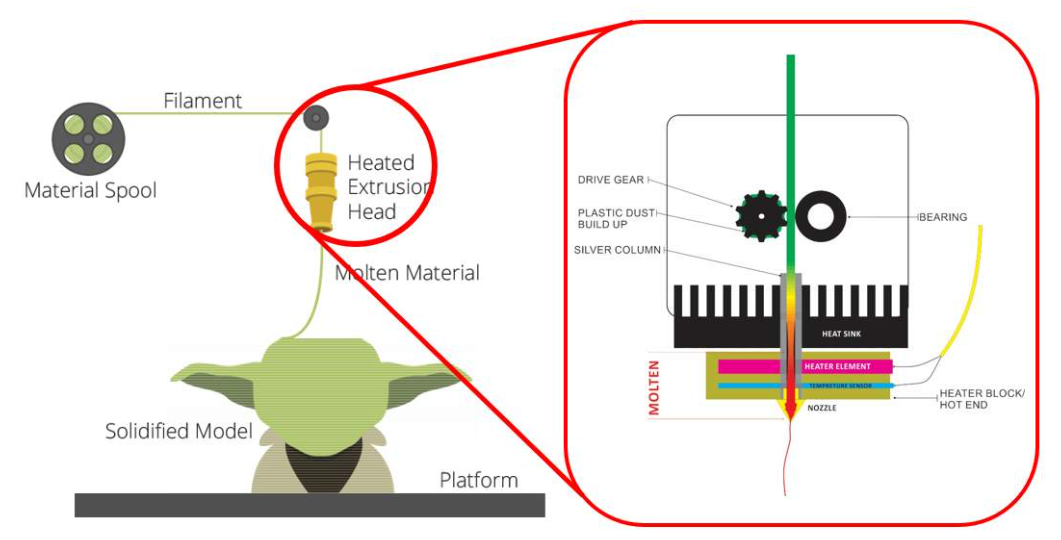 Filament
Material Spool
Heated
Extrusion
Head
Molten Material
Solidified Model
Platform
DRIVE GEAR
PLASTIC DUST
BUILD UP
SILVER COLUMN
BEARING
HEAT SINK
MOLTEN
HEATER ELEMENT
TEMPRETURE SENSOR
NOZZLE
HEATER BLOCK/
HOT END